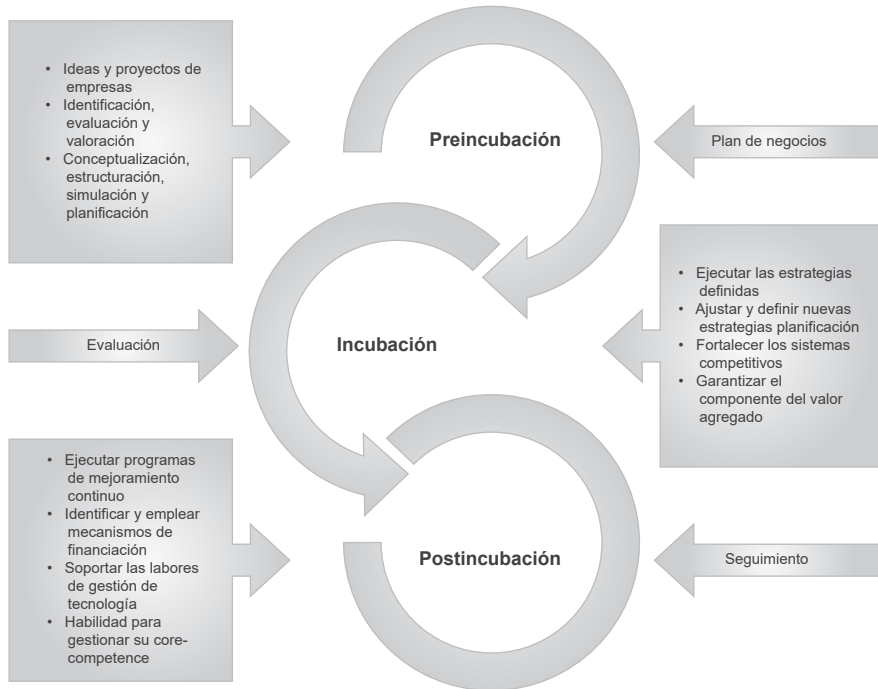 • Ideas y proyectos de
empresas
• Identificación,
evaluación y
valoración
• Conceptualización,
estructuración,
simulación y
planificación
Preincubación
Plan de negocios
Evaluación
Incubación
• Ejecutar las estrategias
definidas
• Ajustar y definir nuevas
estrategias planificación
• Fortalecer los sistemas
competitivos
• Garantizar el
componente del valor
agregado
• Ejecutar programas
de mejoramiento
continuo
• Identificar y emplear
mecanismos de
financiación
• Soportar las labores
de gestión de
tecnología
• Habilidad para
gestionar su core-
competence
Postincubación
Seguimiento